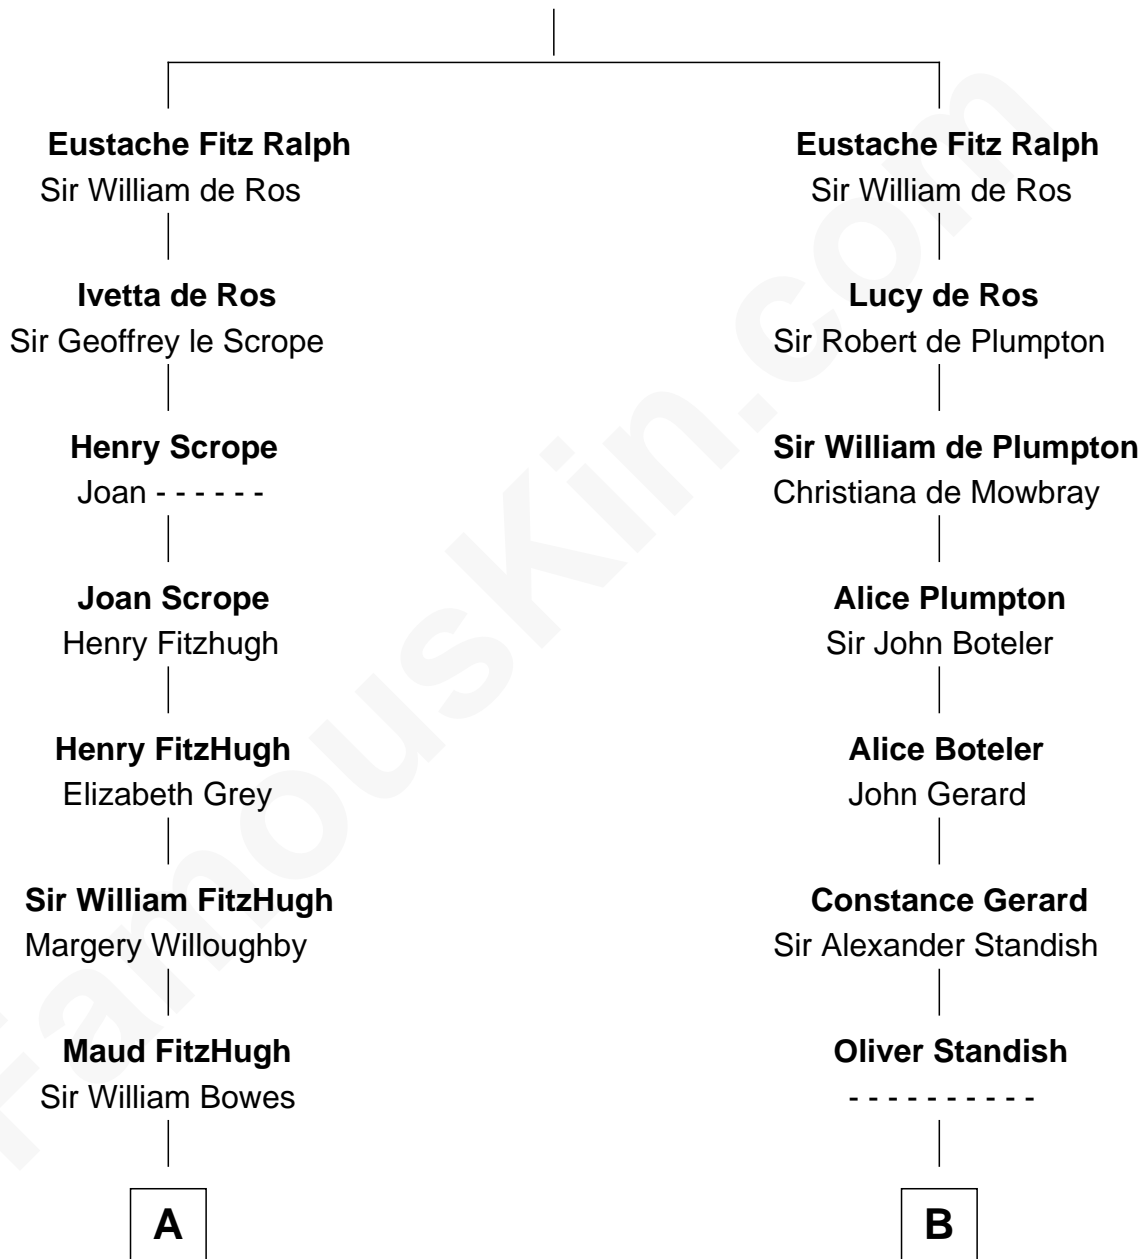 Eustache Fitz Ralph
Sir William de Ros
Ivetta de Ros
Sir Geoffrey le Scrope
Henry Scrope
Joan - - - - - -
Joan Scrope
Henry Fitzhugh
Henry FitzHugh
Elizabeth Grey
Sir William FitzHugh
Margery Willoughby
Maud FitzHugh
Sir William Bowes
A
Eustache Fitz Ralph
Sir William de Ros
Lucy de Ros
Sir Robert de Plumpton
Sir William de Plumpton
Christiana de Mowbray
Alice Plumpton
Sir John Boteler
Alice Boteler
John Gerard
Constance Gerard
Sir Alexander Standish
Oliver Standish
- - - - - - - - - -
B
FamousKin.com